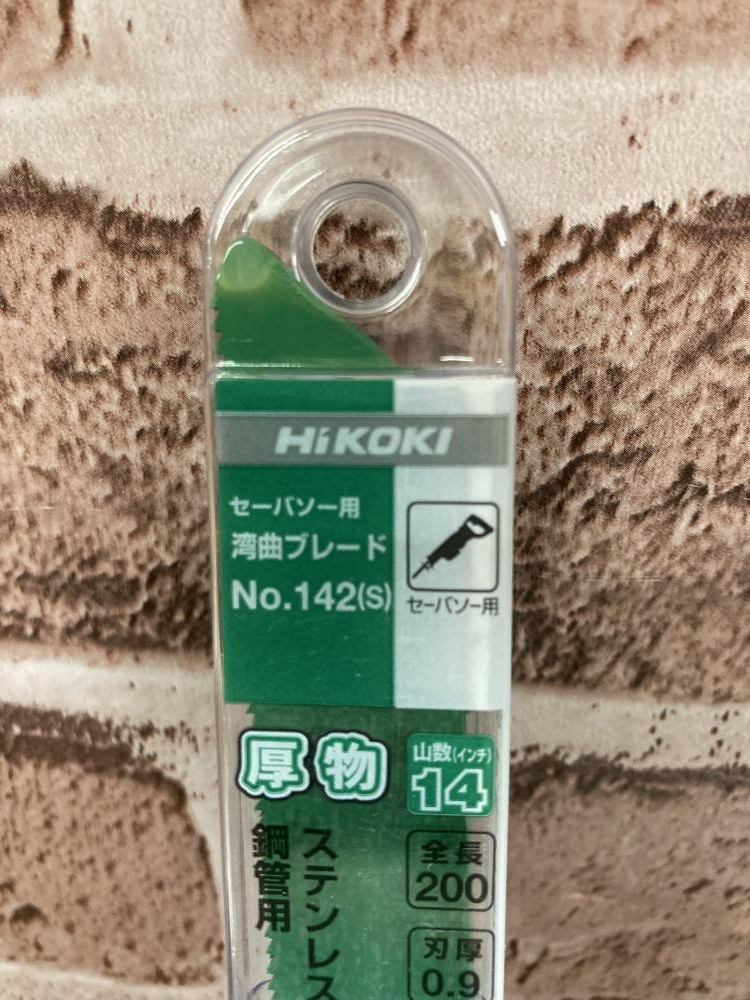 HiKOKI
セーバソー用
湾曲ブレード
No.142(S)
セーバソー用
厚物
山数(インチ)
14
ステンレス
鋼管用
全長
200
刃厚
0.9